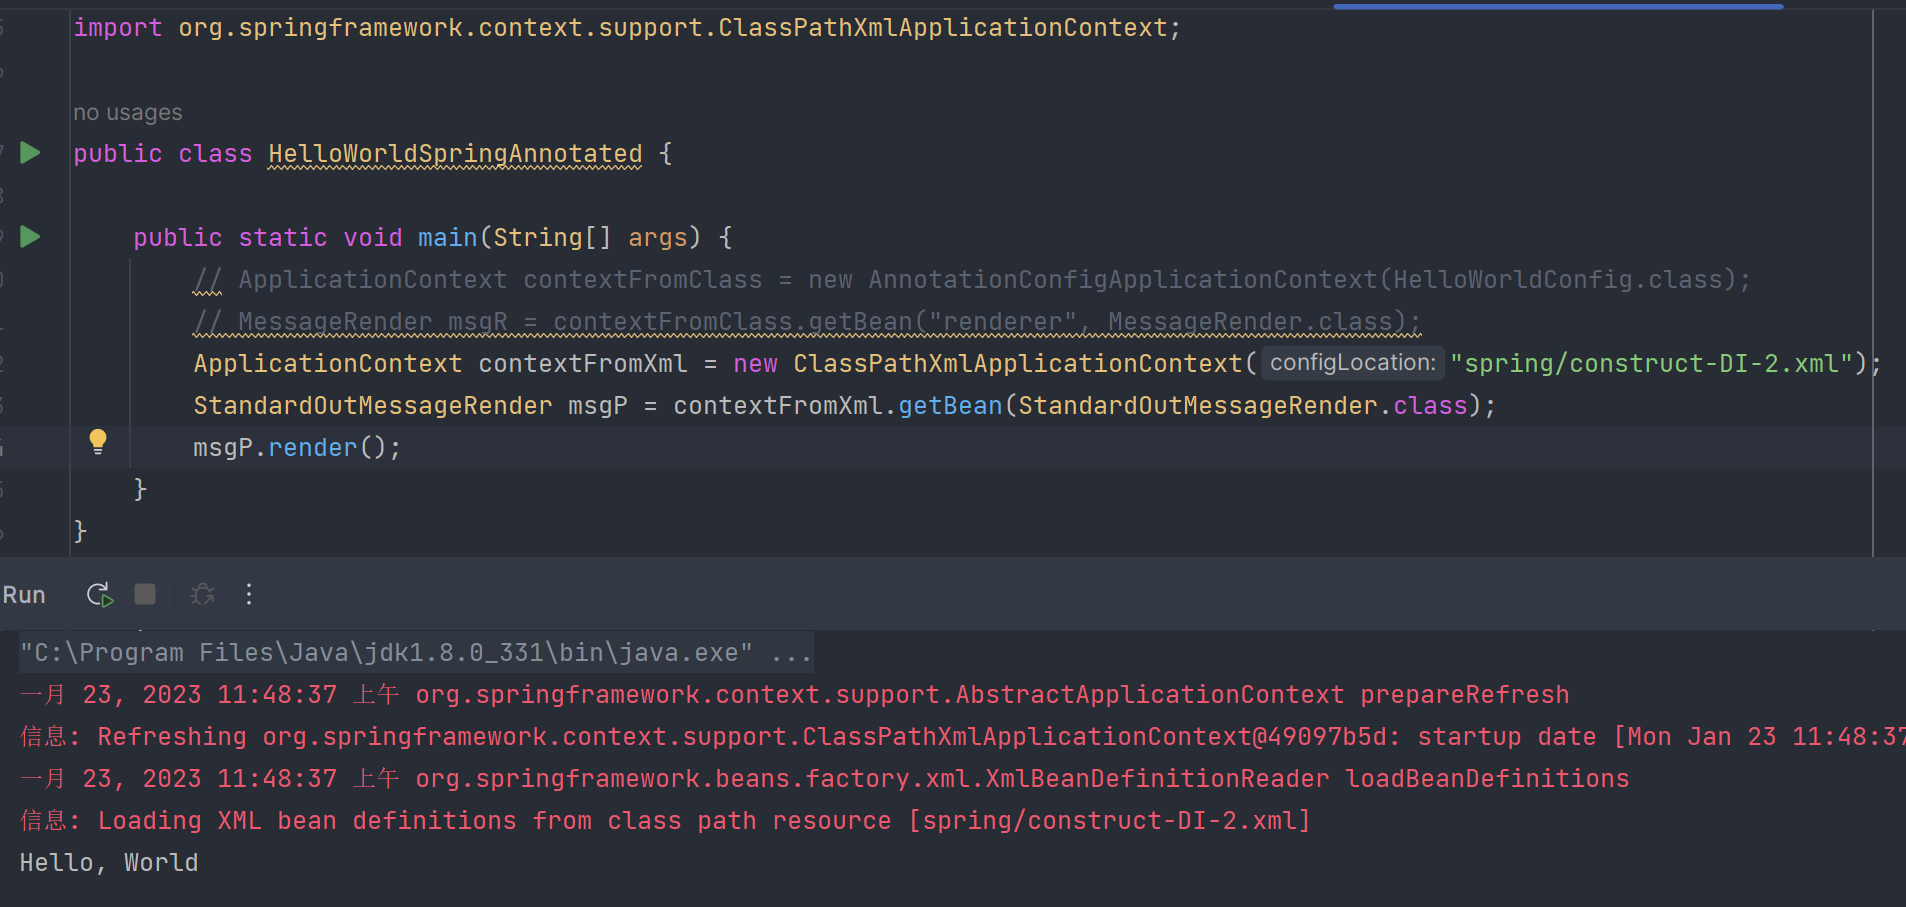 import org.springframework.context.support.ClassPathXmlApplicationContext;
no usages
public class HelloWorldSpringAnnotated {
public static void main(String[] args) {
// ApplicationContext contextFromClass = new AnnotationConfigApplicationContext(HelloWorldConfig.class);
// MessageRender msgR = contextFromClass.getBean("renderer", MessageRender.class);
ApplicationContext contextFromXml = new ClassPathXmlApplicationContext( configLocation: "spring/construct-DI-2.xml");
StandardOutMessageRender msgP = contextFromXml.getBean(StandardOutMessageRender.class);
msgP.render();
}
}
Run
"C:\Program Files\Java\jdk1.8.0_331\bin\java.exe" ...
一月 23, 2023 11:48:37 上午 org.springframework.context.support.AbstractApplicationContext prepareRefresh
信息: Refreshing org.springframework.context.support.ClassPathXmlApplicationContext@49097b5d: startup date [Mon Jan 23 11:48:37
一月 23, 2023 11:48:37 上午 org.springframework.beans.factory.xml.XmlBeanDefinitionReader loadBeanDefinitions
信息: Loading XML bean definitions from class path resource [spring/construct-DI-2.xml]
Hello, World